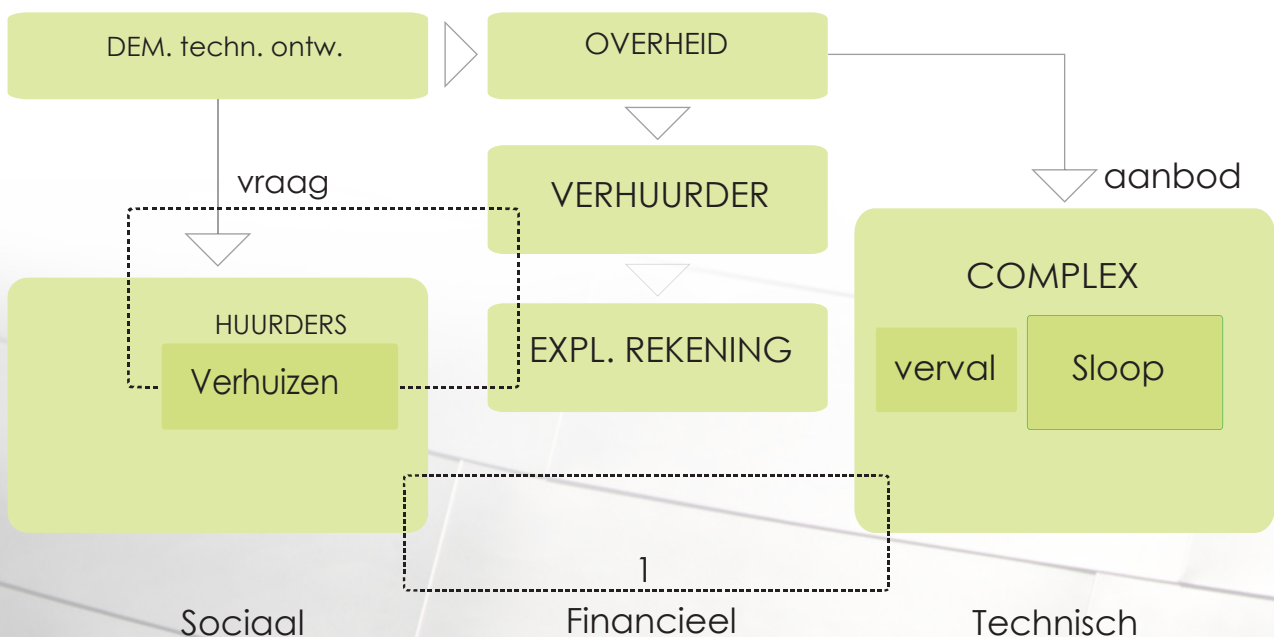 DEM. techn. ontw.
OVERHEID
vraag
VERHUURDER
aanbod
HUURDERS
Verhuizen
EXPL. REKENING
COMPLEX
verval
Sloop
1
Sociaal
Financieel
Technisch